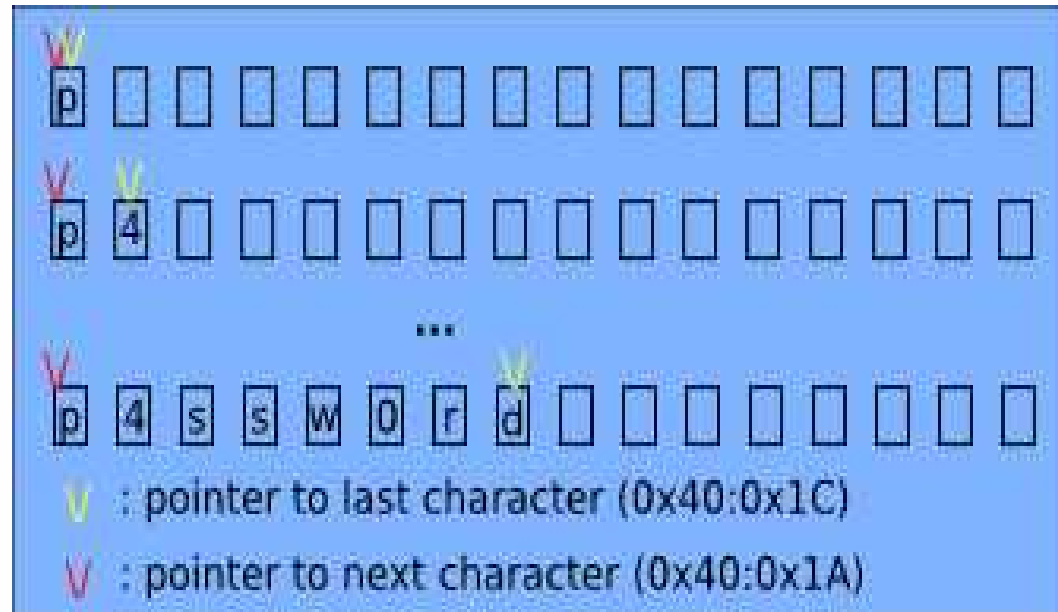 p
p 4
...
p 4 s s w 0 r d
: pointer to last character (0x40:0x1C)
: pointer to next character (0x40:0x1A)